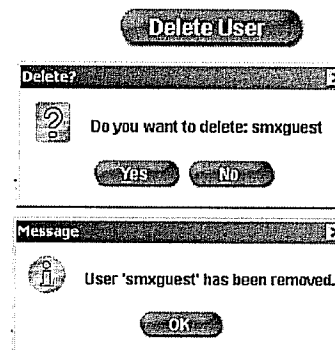 Delete User
Delete?
Do you want to delete: smxguest
Yes No
Message
User 'smxguest' has been removed.
OK